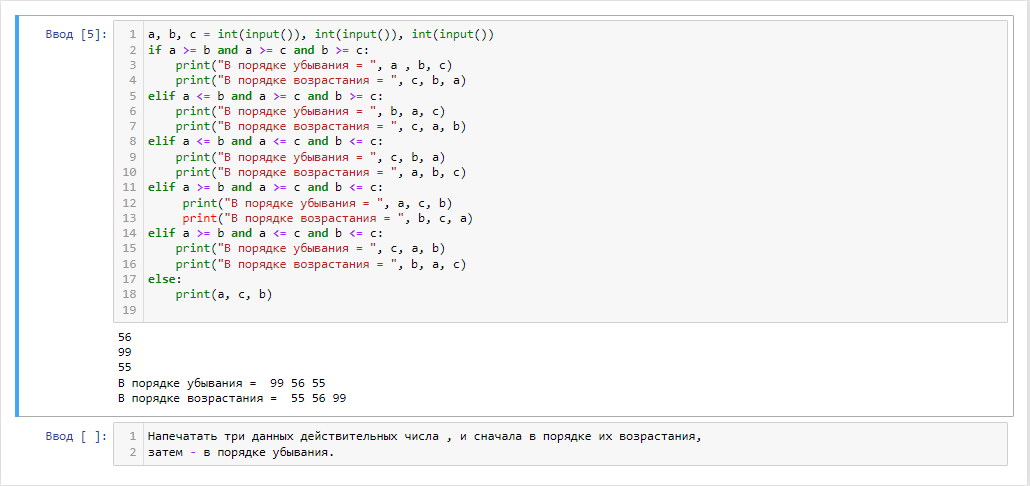 Ввод [5]:
1 a, b, c = int(input()), int(input()), int(input())
2 if a >= b and a >= c and b >= c:
3     print("В порядке убывания = ", a , b, c)
4     print("В порядке возрастания = ", c, b, a)
5 elif a <= b and a >= c and b >= c:
6     print("В порядке убывания = ", b, a, c)
7     print("В порядке возрастания = ", c, a, b)
8 elif a <= b and a <= c and b <= c:
9     print("В порядке убывания = ", c, b, a)
10     print("В порядке возрастания = ", a, b, c)
11 elif a >= b and a >= c and b <= c:
12      print("В порядке убывания = ", a, c, b)
13      print("В порядке возрастания = ", b, c, a)
14 elif a >= b and a <= c and b <= c:
15     print("В порядке убывания = ", c, a, b)
16     print("В порядке возрастания = ", b, a, c)
17 else:
18     print(a, c, b)
19
56
99
55
В порядке убывания =  99 56 55
В порядке возрастания =  55 56 99
Ввод [ ]:
1 Напечатать три данных действительных числа , и сначала в порядке их возрастания,
2 затем - в порядке убывания.